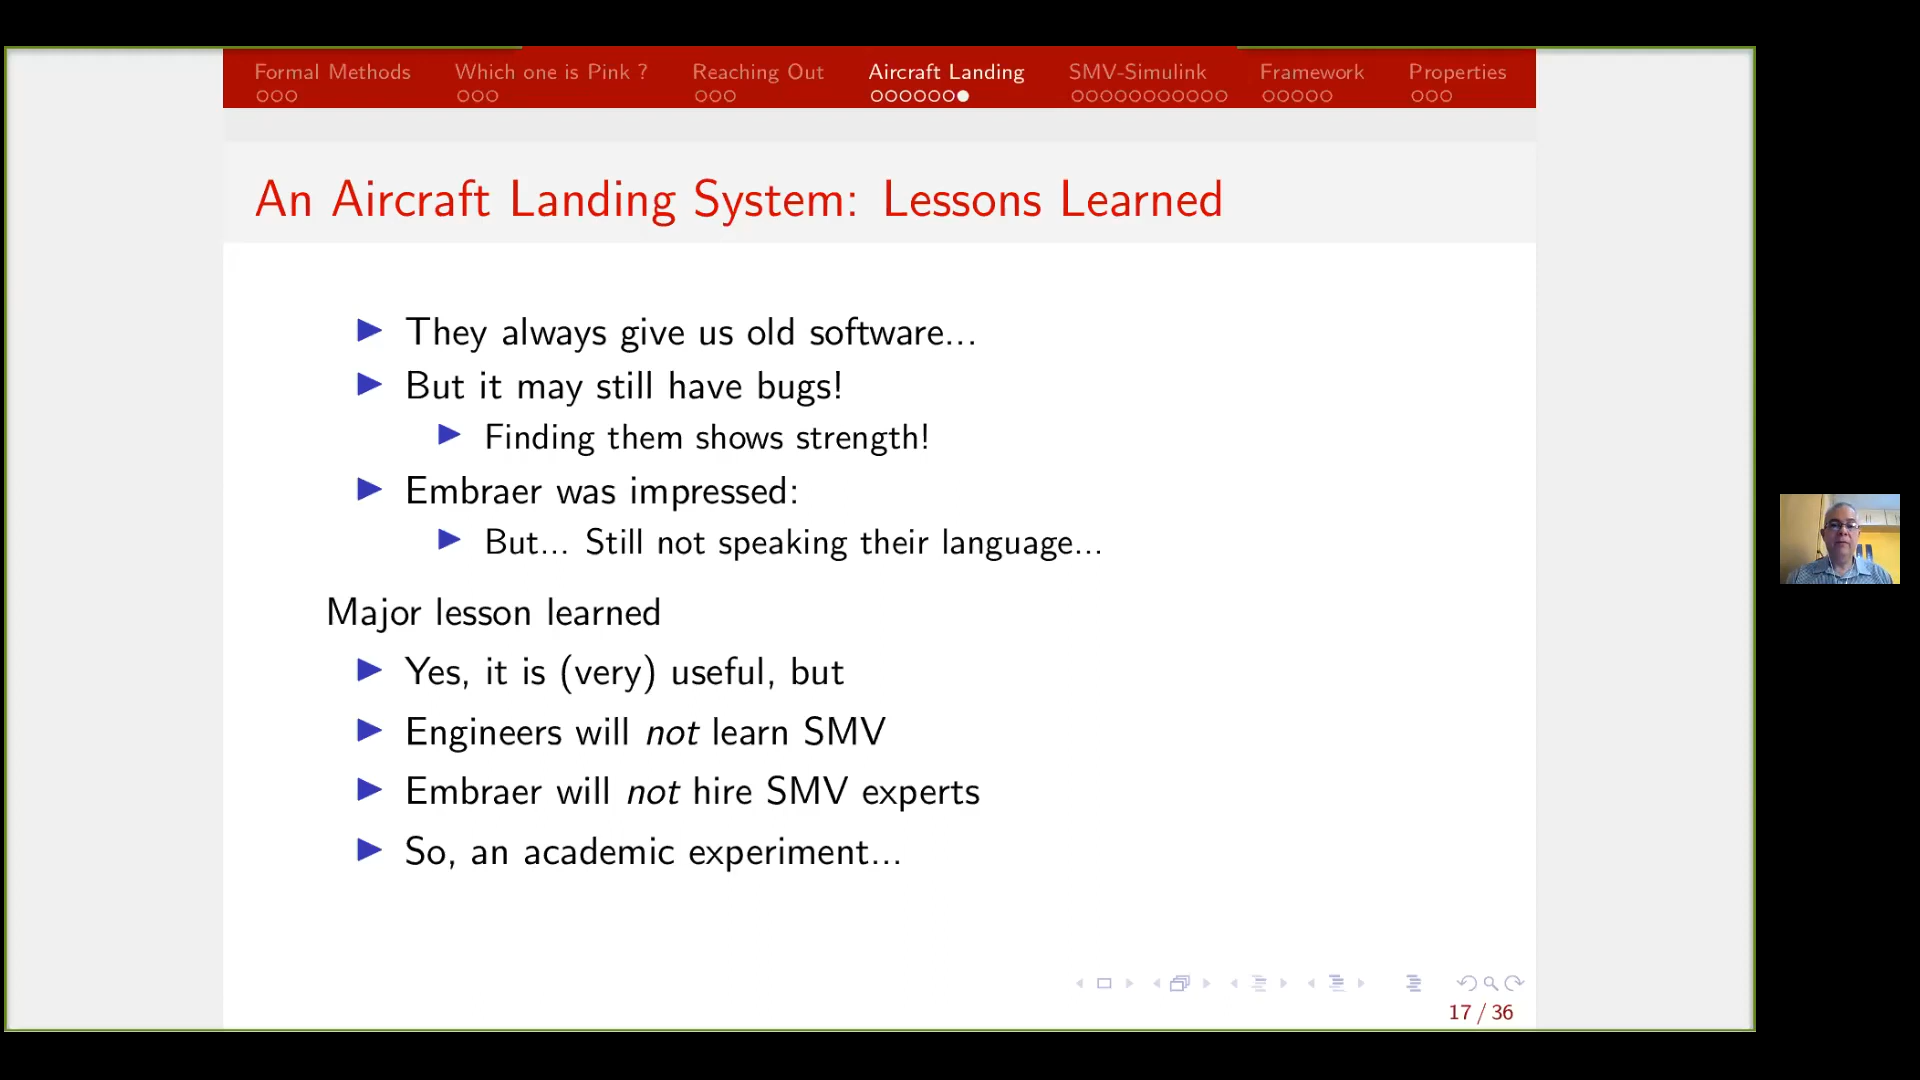 Formal Methods
Which one is Pink ?
Reaching Out
Aircraft Landing
SMV-Simulink
Framework
Properties
An Aircraft Landing System: Lessons Learned
They always give us old software...
But it may still have bugs!
Finding them shows strength!
Embraer was impressed:
But... Still not speaking their language...
Major lesson learned
Yes, it is (very) useful, but
Engineers will not learn SMV
Embraer will not hire SMV experts
So, an academic experiment...
17 / 36